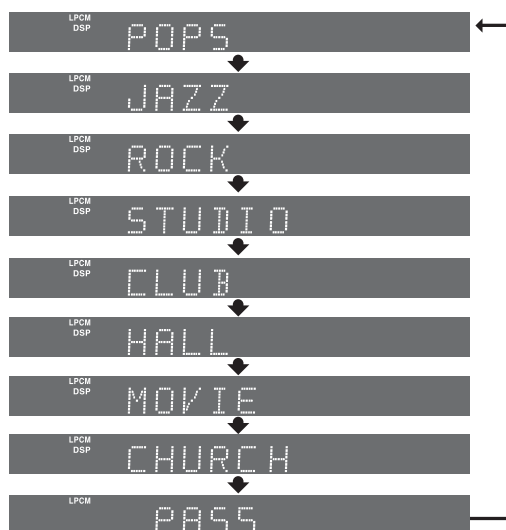 LPCM
DSP
POPS
LPCM
DSP
JAZZ
LPCM
DSP
ROCK
LPCM
DSP
STUDIO
LPCM
DSP
CLUB
LPCM
DSP
HALL
LPCM
DSP
MOVIE
LPCM
DSP
CHURCH
LPCM
PASS